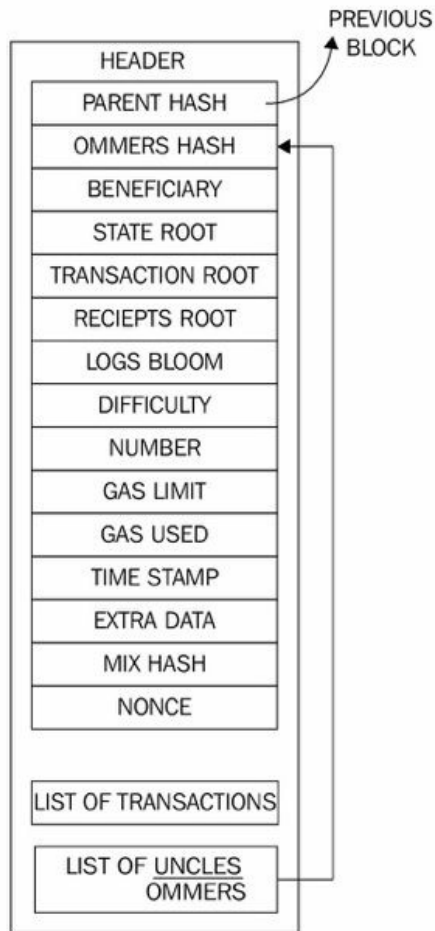 PREVIOUS
BLOCK
HEADER
PARENT HASH
OMMERS HASH
BENEFICIARY
STATE ROOT
TRANSACTION ROOT
RECIEPTS ROOT
LOGS BLOOM
DIFFICULTY
NUMBER
GAS LIMIT
GAS USED
TIME STAMP
EXTRA DATA
MIX HASH
NONCE
LIST OF TRANSACTIONS
LIST OF UNCLES
OMMERS